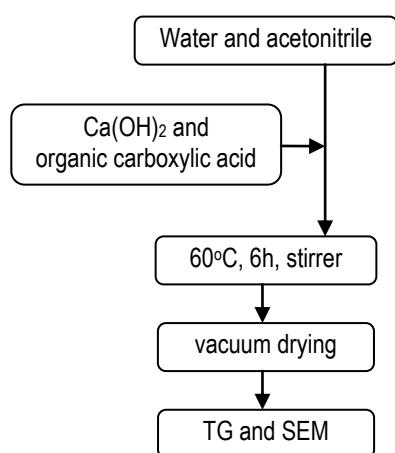 Water and acetonitrile
Ca(OH)₂ and
organic carboxylic acid
60ºC, 6h, stirrer
vacuum drying
TG and SEM